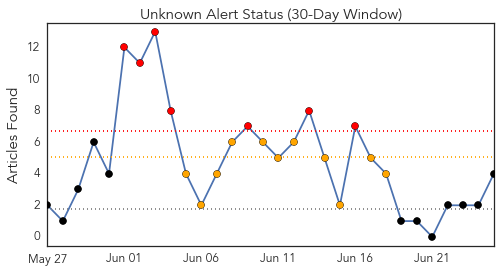 Unknown Alert Status (30-Day Window)
Articles Found
12
10
8
6
4
2
0
May 27
Jun 01
Jun 06
Jun 11
Jun 16
Jun 21